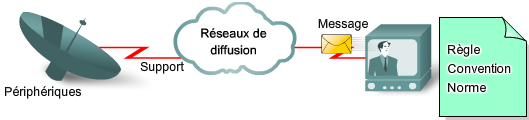 Périphériques
Support
Réseaux de
diffusion
Message
Règle
Convention
Norme